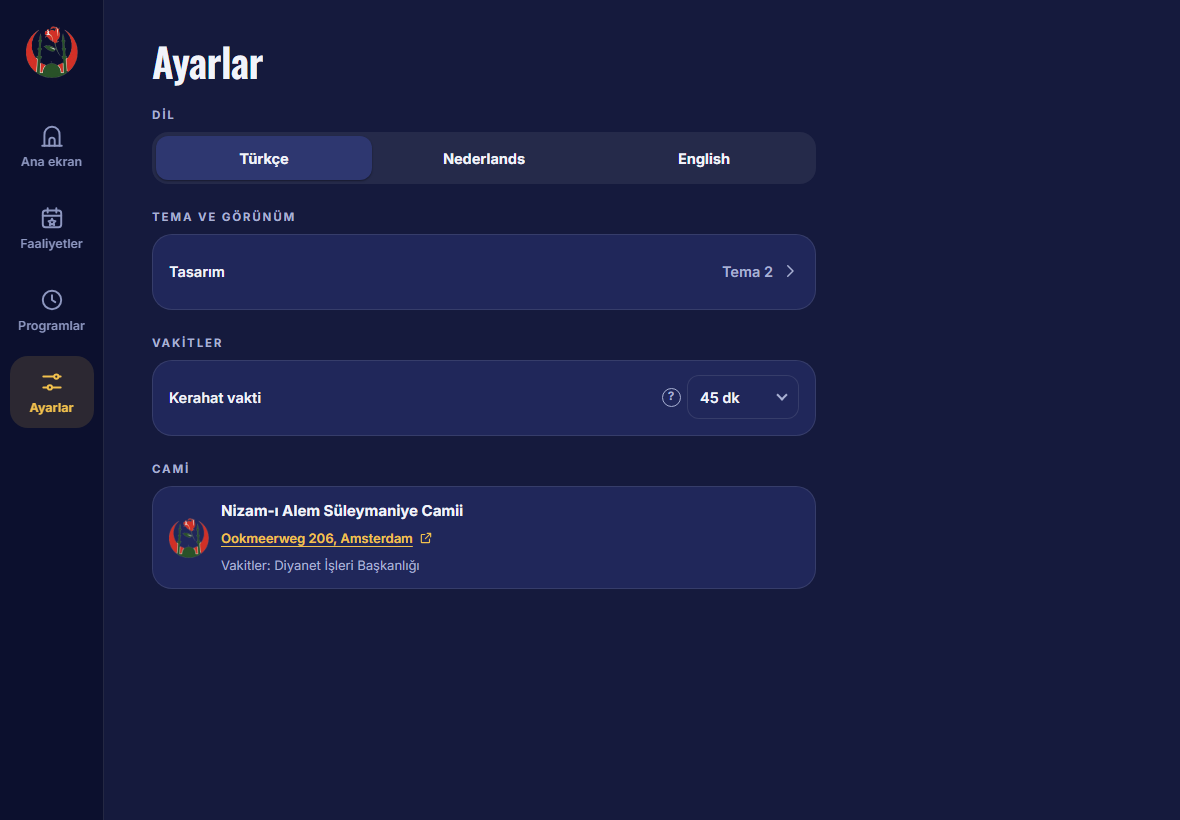 Ayarlar
DİL
Türkçe
Nederlands
English
TEMA VE GÖRÜNÜM
Tasarım
Tema 2
VAKİTLER
Kerahat vakti
?
45 dk
CAMİ
Nizam-ı Alem Süleymaniye Camii
Ookmeerweg 206, Amsterdam
Vakitler: Diyanet İşleri Başkanlığı
Ana ekran
Faaliyetler
Programlar
Ayarlar